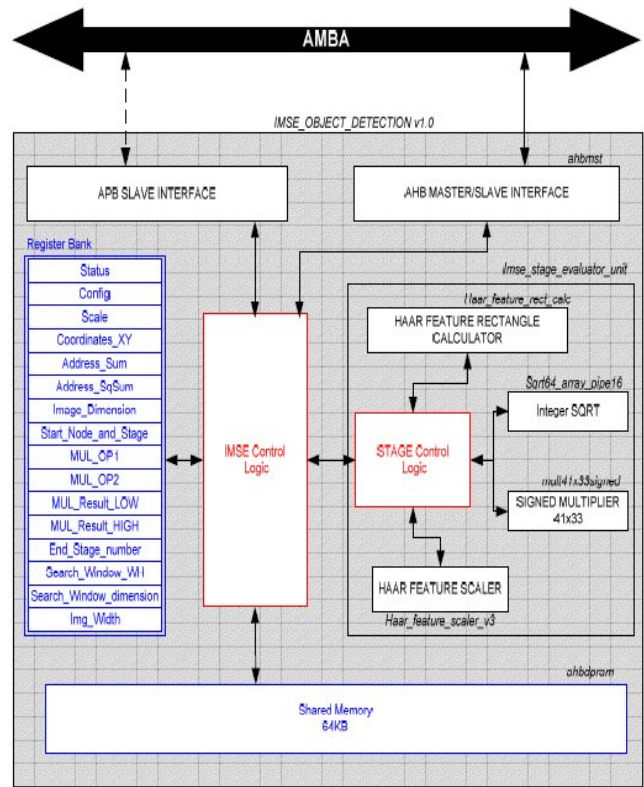 AMBA
IMSE_OBJECT_DETECTION v1.0
ahbmst
APB SLAVE INTERFACE
AHB MASTER/SLAVE INTERFACE
Register Bank
Status
Config
Scale
Coordinates_XY
Address_Sum
Address_SqSum
Image_Dimension
Start_Node_and_Stage
MUL_OP1
MUL_OP2
MUL_Result_LOW
MUL_Result_HIGH
End_Stage_number
Search_Window_WH
Search_Window_dimension
Img_Width
IMSE Control
Logic
Imse_stage_evaluator_unit
Haar_feature_rect_calc
HAAR FEATURE RECTANGLE
CALCULATOR
Sqrt64_array_pipe16
Integer SQRT
STAGE Control
Logic
mult41x33signed
SIGNED MULTIPLIER
41x33
HAAR FEATURE SCALER
Haar_feature_scaler_v3
ahbdpram
Shared Memory
64KB